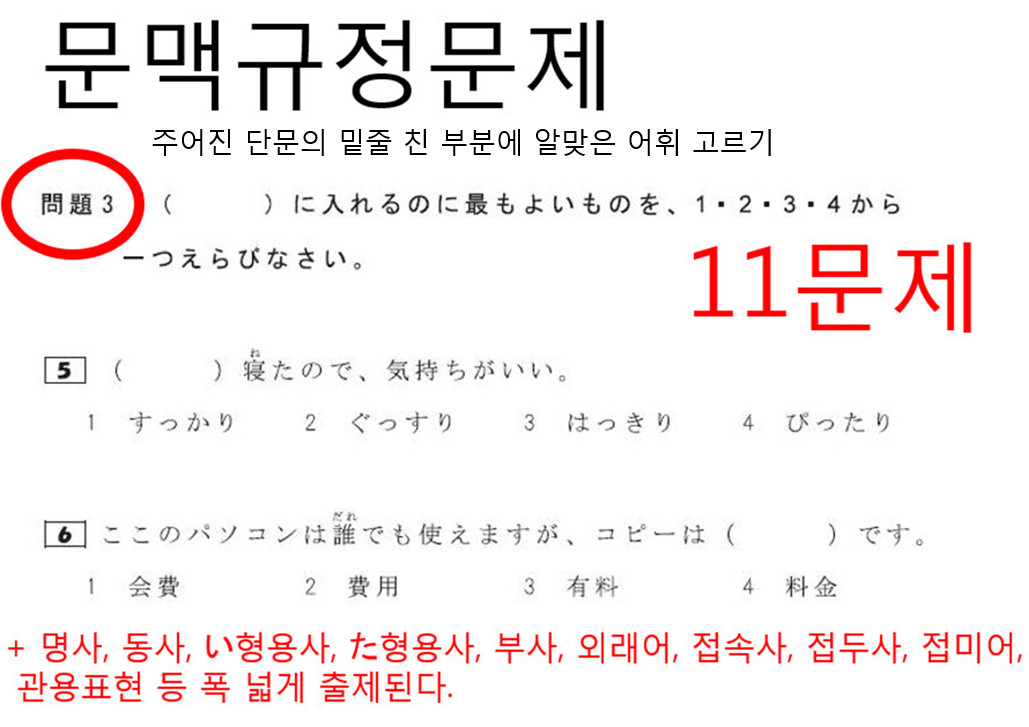 문맥규정문제
주어진 단문의 밑줄 친 부분에 알맞은 어휘 고르기
問題3 （　　　）に入れるのに最もよいものを、1・2・3・4から
一つえらびなさい。
11문제
5 （　　　）寝たので、気持ちがいい。
ね
1 すっかり 2 ぐっすり 3 はっきり 4 ぴったり
6 ここのパソコンは誰でも使えますが、コピーは（　　　）です。
だれ
1 会費 2 費用 3 有料 4 料金
+ 명사, 동사, い형용사, た형용사, 부사, 외래어, 접속사, 접두사, 접미어,
관용표현 등 폭 넓게 출제된다.